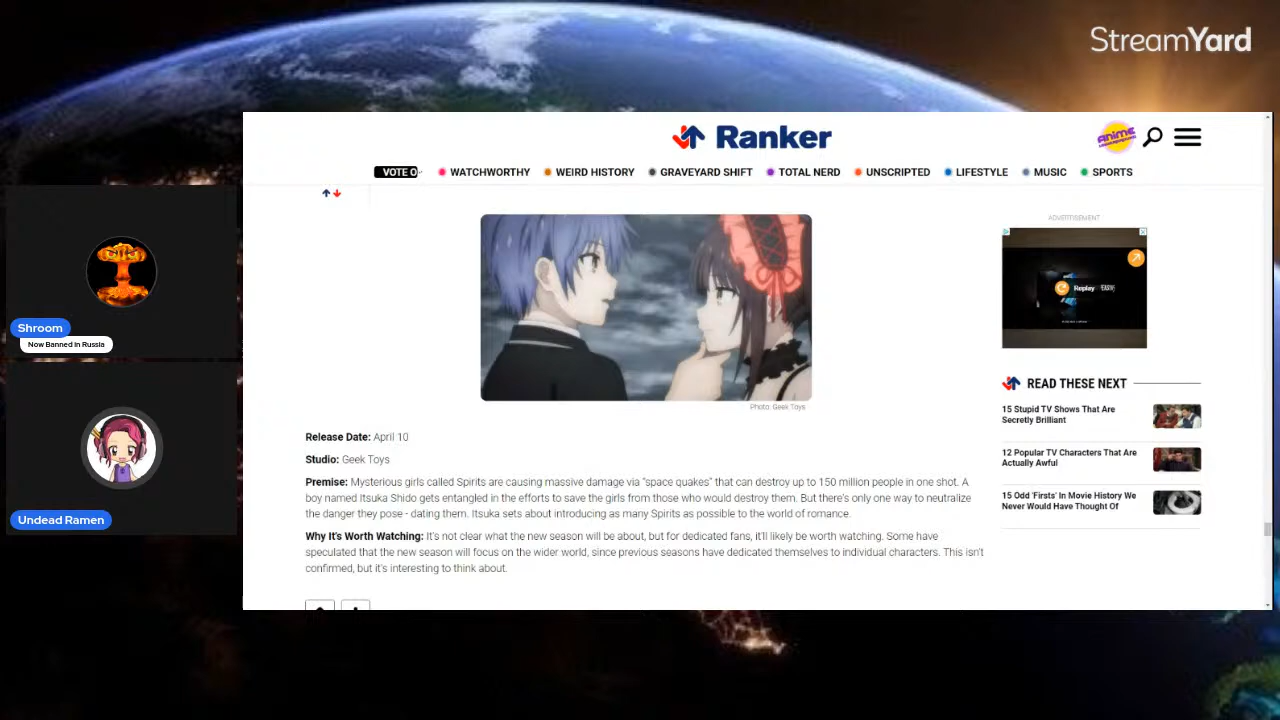 StreamYard
Ranker
anime
VOTE O
WATCHWORTHY
WEIRD HISTORY
GRAVEYARD SHIFT
TOTAL NERD
UNSCRIPTED
LIFESTYLE
MUSIC
SPORTS
Shroom
Now Banned In Russia
Undead Ramen
Photo: Geek Toys
Release Date: April 10
Studio: Geek Toys
Premise: Mysterious girls called Spirits are causing massive damage via "space quakes" that can destroy up to 150 million people in one shot. A
boy named Itsuka Shido gets entangled in the efforts to save the girls from those who would destroy them. But there's only one way to neutralize
the danger they pose - dating them. Itsuka sets about introducing as many Spirits as possible to the world of romance.
Why It's Worth Watching: It's not clear what the new season will be about, but for dedicated fans, it'll likely be worth watching. Some have
speculated that the new season will focus on the wider world, since previous seasons have dedicated themselves to individual characters. This isn't
confirmed, but it's interesting to think about.
ADVERTISEMENT
Replay
READ THESE NEXT
15 Stupid TV Shows That Are
Secretly Brilliant
12 Popular TV Characters That Are
Actually Awful
15 Odd 'Firsts' In Movie History We
Never Would Have Thought Of